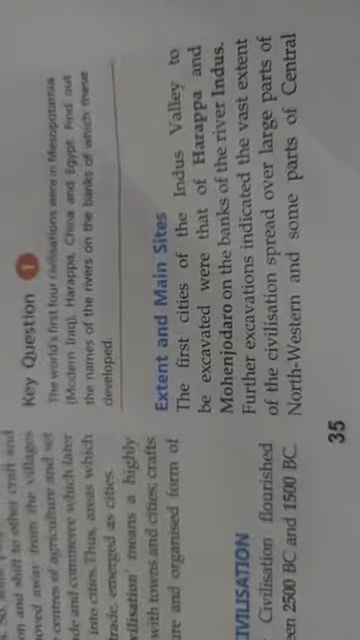 and shift to other craft and
moved away from the villages
centres of agriculture and set
and commerce which later
into cities. Thus, areas which
trade, emerged as cities.
means a highly
with towns and cities; crafts
and organised form of
Civilisation flourished
2500 BC and 1500 BC.
Key Question 1
The world's first four civilisations were in Mesopotamia
(Modern Iraq), Harappa, China and Egypt. Find out
the names of the rivers on the banks of which these
developed.
Extent and Main Sites
The first cities of the Indus Valley to
be excavated were that of Harappa and
Mohenjodaro on the banks of the river Indus.
Further excavations indicated the vast extent
of the civilisation spread over large parts of
North-Western and some parts of Central
35